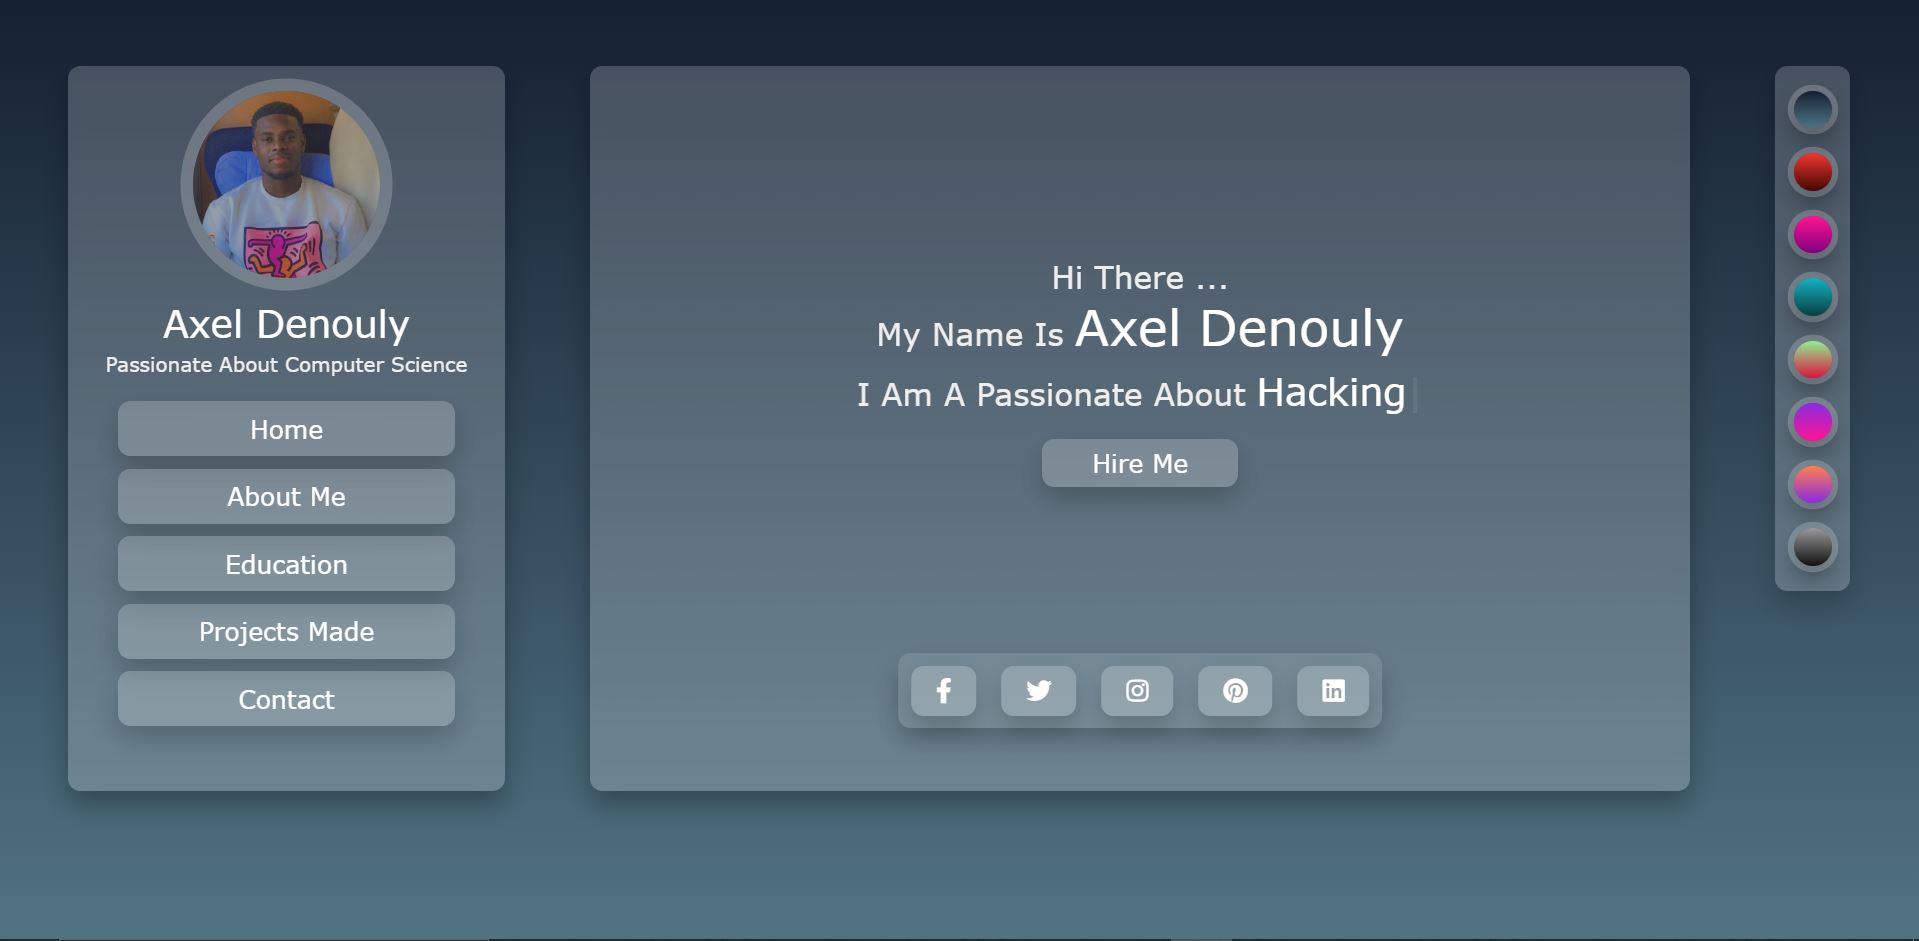 Axel Denouly
Passionate About Computer Science
Home
About Me
Education
Projects Made
Contact
Hi There ...
My Name Is Axel Denouly
I Am A Passionate About Hacking
Hire Me